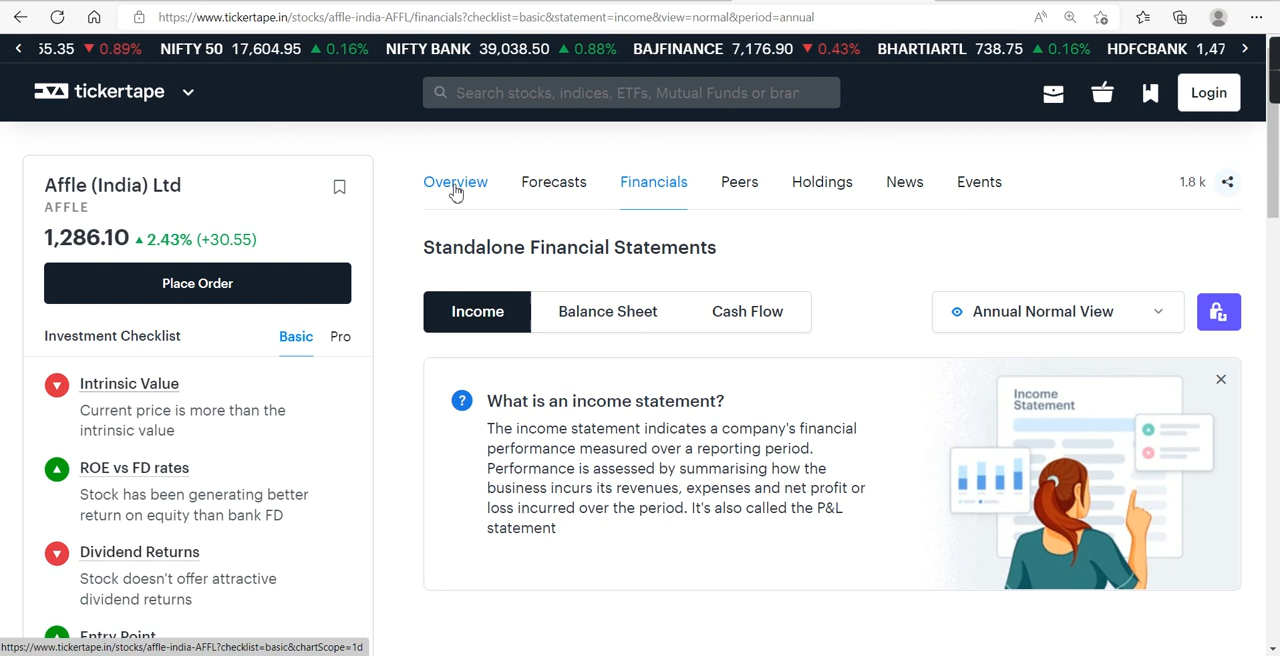 https://www.tickertape.in/stocks/affle-india-AFFL/financials?checklist=basic&statement=income&view=normal&period=annual
55.35 ▼ 0.89% NIFTY 50 17,604.95 ▲ 0.16% NIFTY BANK 39,038.50 ▲ 0.88% BAJFINANCE 7,176.90 ▼ 0.43% BHARTIARTL 738.75 ▲ 0.16% HDFCBANK 1,47
tickertape
Search stocks, indices, ETFs, Mutual Funds or brar
Login
Affle (India) Ltd
AFFLE
1,286.10 ▲ 2.43% (+30.55)
Place Order
Investment Checklist Basic Pro
Intrinsic Value
Current price is more than the
intrinsic value
ROE vs FD rates
Stock has been generating better
return on equity than bank FD
Dividend Returns
Stock doesn't offer attractive
dividend returns
Entry Point
Overview Forecasts Financials Peers Holdings News Events 1.8 k
Standalone Financial Statements
Income Balance Sheet Cash Flow Annual Normal View
? What is an income statement?
The income statement indicates a company's financial
performance measured over a reporting period.
Performance is assessed by summarising how the
business incurs its revenues, expenses and net profit or
loss incurred over the period. It's also called the P&L
statement
Income
Statement
https://www.tickertape.in/stocks/affle-india-AFFL?checklist=basic&chartScope=1d